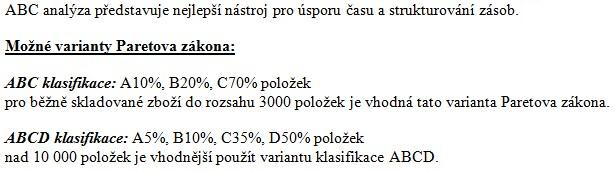 ABC analýza představuje nejlepší nástroj pro úsporu času a strukturování zásob.
Možné varianty Paretova zákona:
ABC klasifikace: A10%, B20%, C70% položek
pro běžně skladované zboží do rozsahu 3000 položek je vhodná tato varianta Paretova zákona.
ABCD klasifikace: A5%, B10%, C35%, D50% položek
nad 10 000 položek je vhodnější použít variantu klasifikace ABCD.